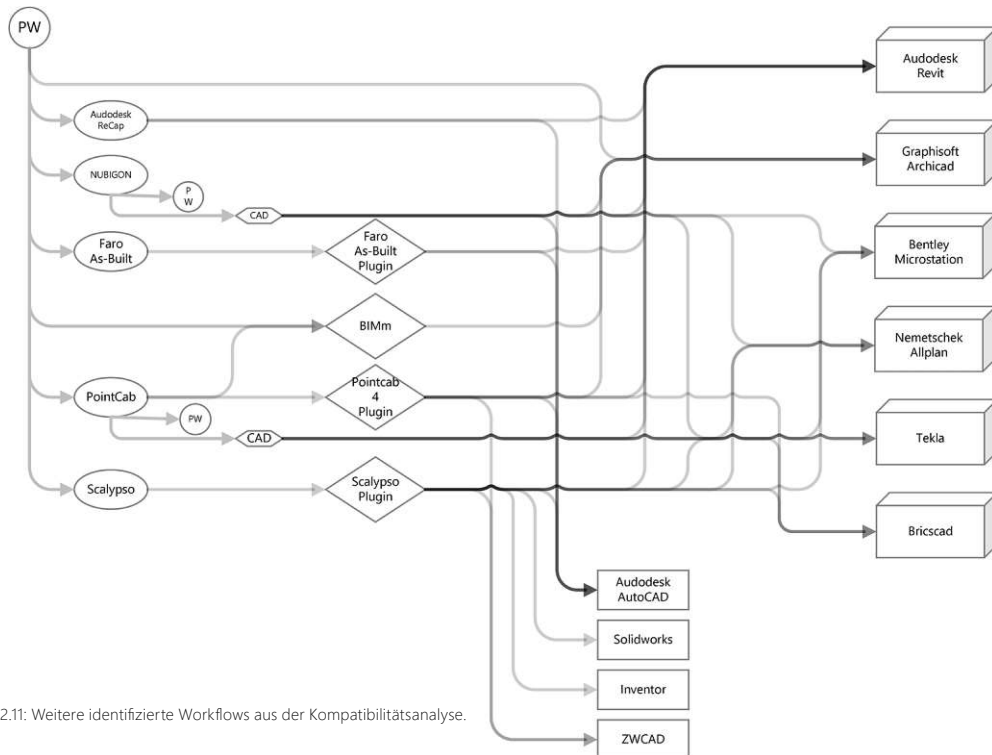 PW
Audodesk
ReCap
NUBIGON
P
W
CAD
Faro
As-Built
Faro
As-Built
Plugin
BIMm
PointCab
Pointcab
4
Plugin
PW
CAD
Scalypso
Scalypso
Plugin
Audodesk
Revit
Graphisoft
Archicad
Bentley
Microstation
Nemetschek
Allplan
Tekla
Bricscad
Audodesk
AutoCAD
Solidworks
Inventor
ZWCAD
2.11: Weitere identifizierte Workflows aus der Kompatibilitätsanalyse.